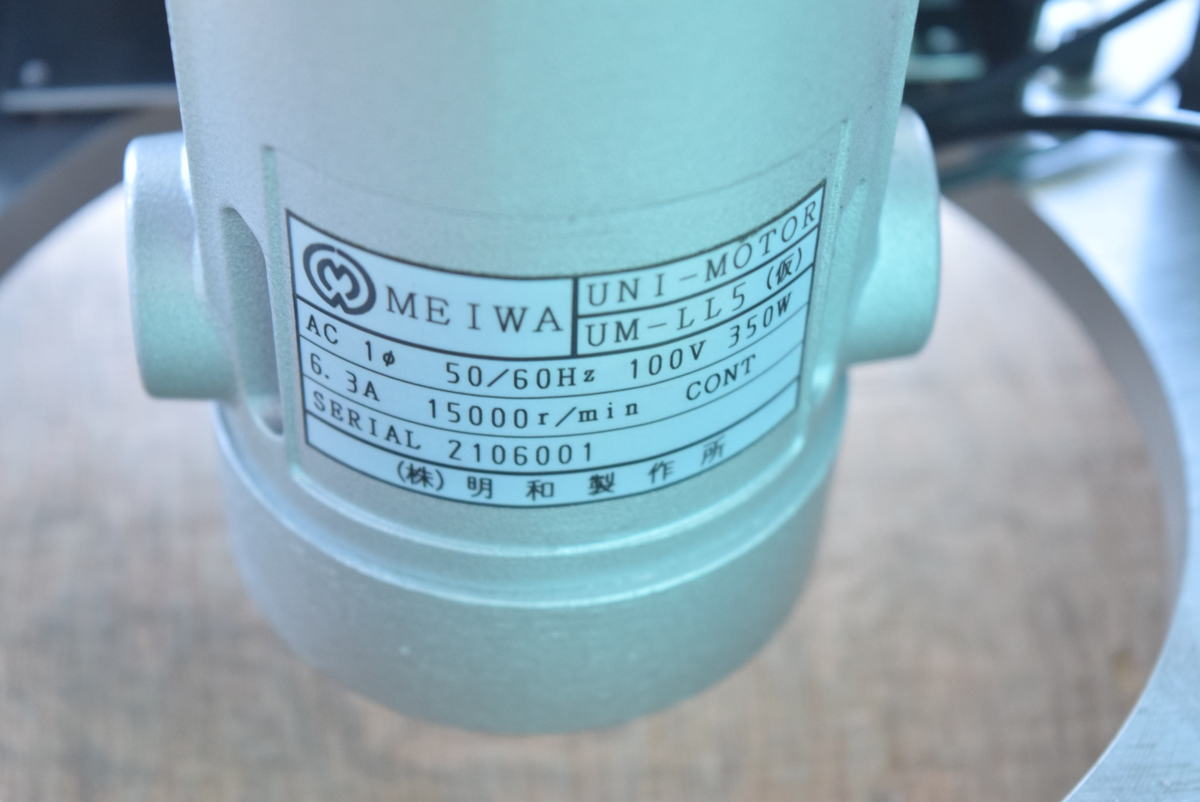 MEIWA
UNI-MOTOR
UM-LL5 (仮)
AC 1φ 50/60Hz 100V 350W
6.3A 15000r/min CONT
SERIAL 2106001
(株) 明和製作所